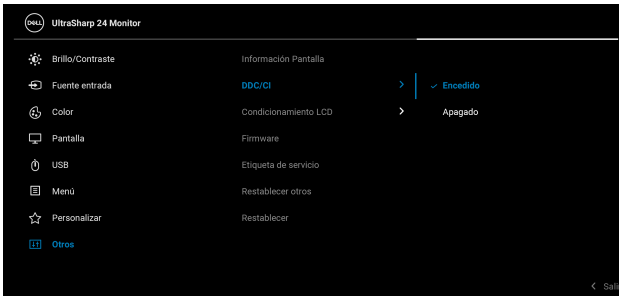 DELL UltraSharp 24 Monitor
Brillo/Contraste
Fuente entrada
Color
Pantalla
USB
Menú
Personalizar
Otros
Información Pantalla
DDC/CI
Condicionamiento LCD
Firmware
Etiqueta de servicio
Restablecer otros
Restablecer
Encedido
Apagado
Sali